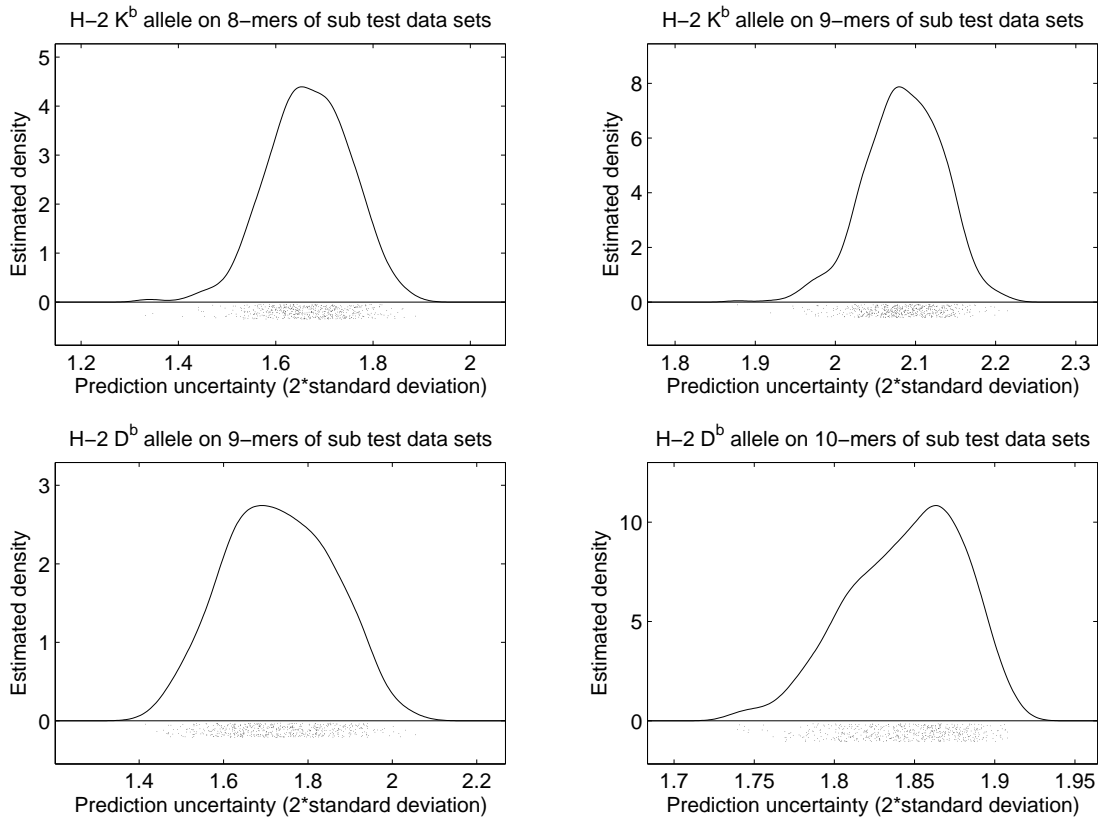 H−2 K^b allele on 8−mers of sub test data sets
5
4
3
2
1
0
Estimated density
1.2 1.4 1.6 1.8 2
Prediction uncertainty (2*standard deviation)
H−2 K^b allele on 9−mers of sub test data sets
8
6
4
2
0
Estimated density
1.8 1.9 2 2.1 2.2 2.3
Prediction uncertainty (2*standard deviation)
H−2 D^b allele on 9−mers of sub test data sets
3
2
1
0
Estimated density
1.4 1.6 1.8 2 2.2
Prediction uncertainty (2*standard deviation)
H−2 D^b allele on 10−mers of sub test data sets
10
5
0
Estimated density
1.7 1.75 1.8 1.85 1.9 1.95
Prediction uncertainty (2*standard deviation)